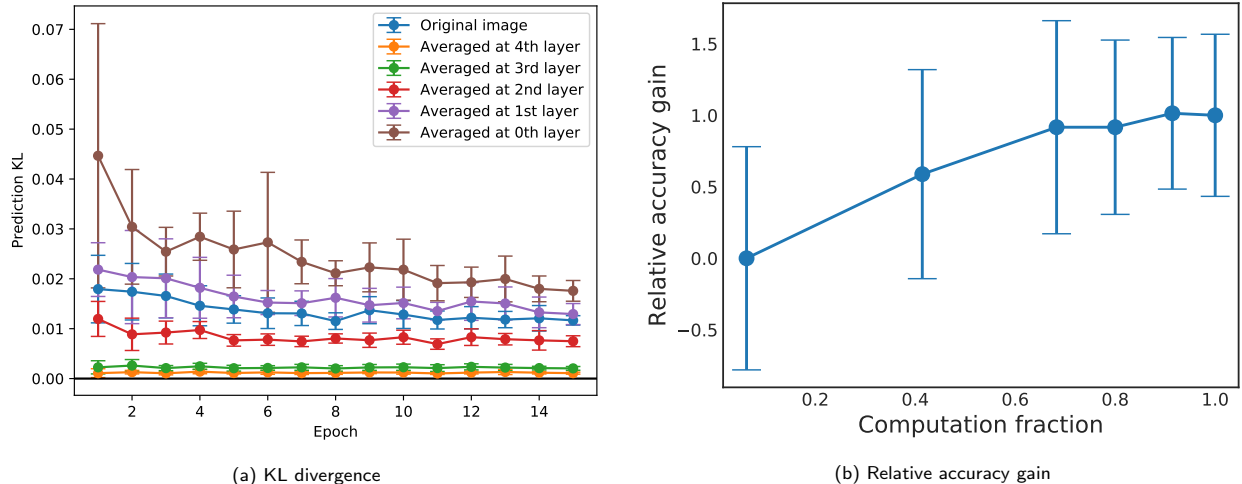 0.07
0.06
0.05
0.04
0.03
0.02
0.01
0.00
Prediction KL
Original image
Averaged at 4th layer
Averaged at 3rd layer
Averaged at 2nd layer
Averaged at 1st layer
Averaged at 0th layer
2 4 6 8 10 12 14
Epoch
(a) KL divergence
1.5
1.0
0.5
0.0
−0.5
Relative accuracy gain
0.2 0.4 0.6 0.8 1.0
Computation fraction
(b) Relative accuracy gain